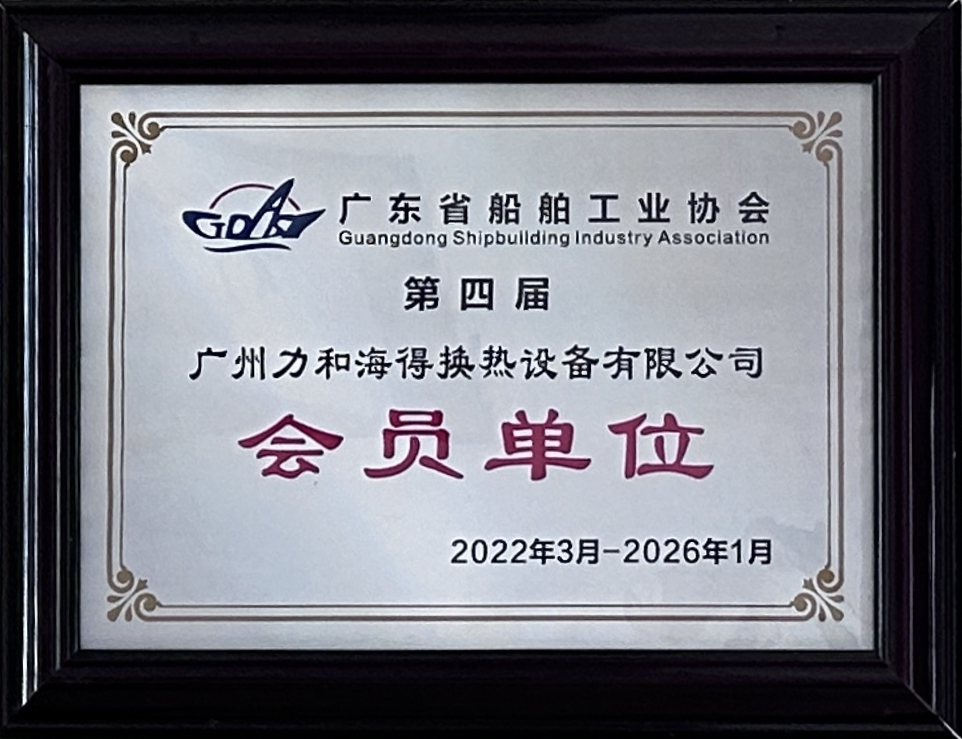 广东省船舶工业协会
Guangdong Shipbuilding Industry Association
第四届
广州力和海得换热设备有限公司
会员单位
2022年3月-2026年1月